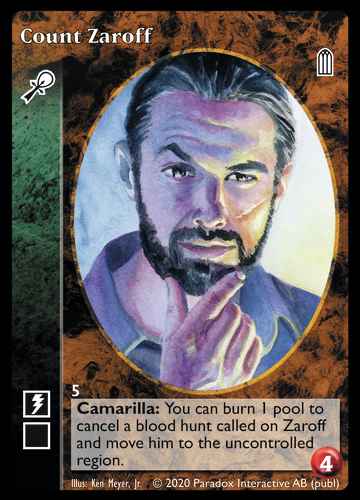 Count Zaroff
5
Camarilla: You can burn 1 pool to
cancel a blood hunt called on Zaroff
and move him to the uncontrolled
region.
4
Illus: Ken Meyer, Jr. © 2020 Paradox Interactive AB (publ)